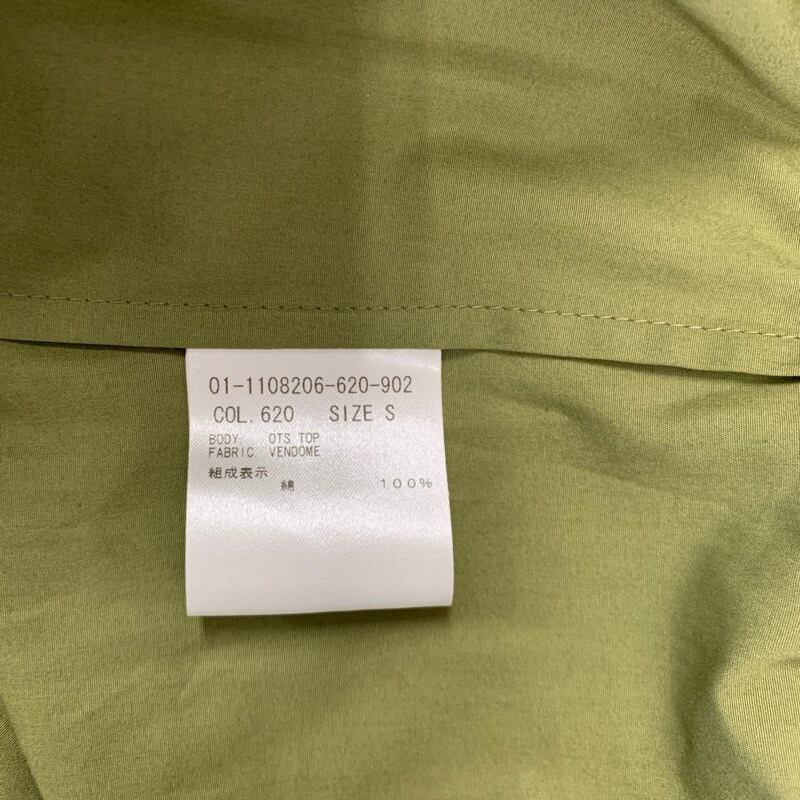 01-1108206-620-902
COL. 620 SIZE S
BODY OTS TOP
FABRIC VENDOME
組成表示
綿 100%